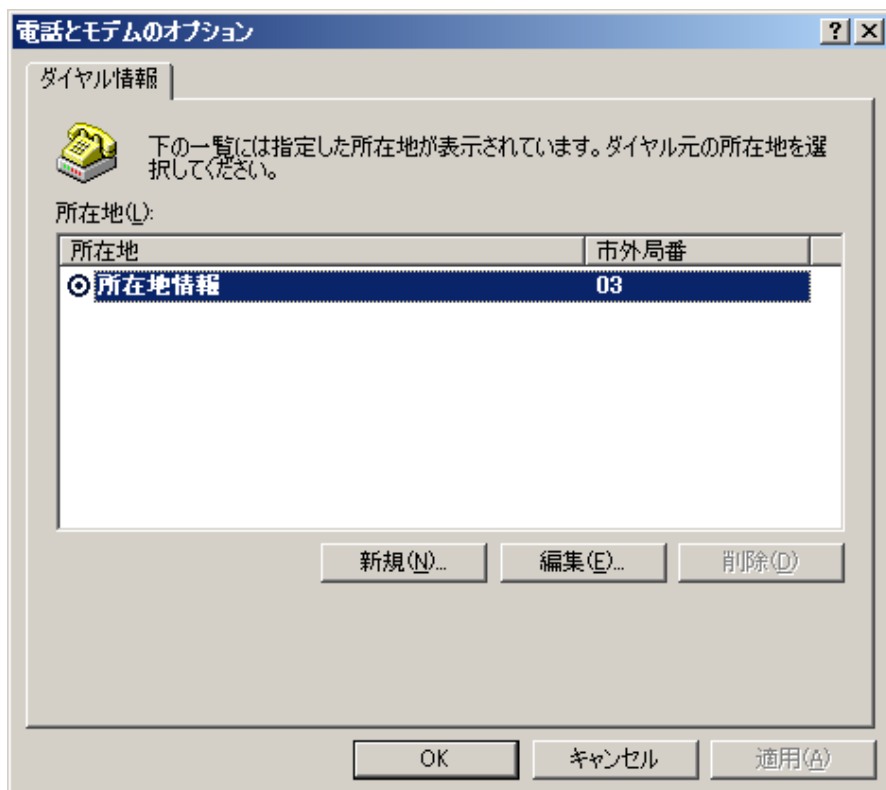 電話とモデムのオプション
ダイヤル情報
下の一覧には指定した所在地が表示されています。ダイヤル元の所在地を選
択してください。
所在地(L):
所在地 市外局番
所在地情報 03
新規(N)... 編集(E)... 削除(D)
OK キャンセル 適用(A)